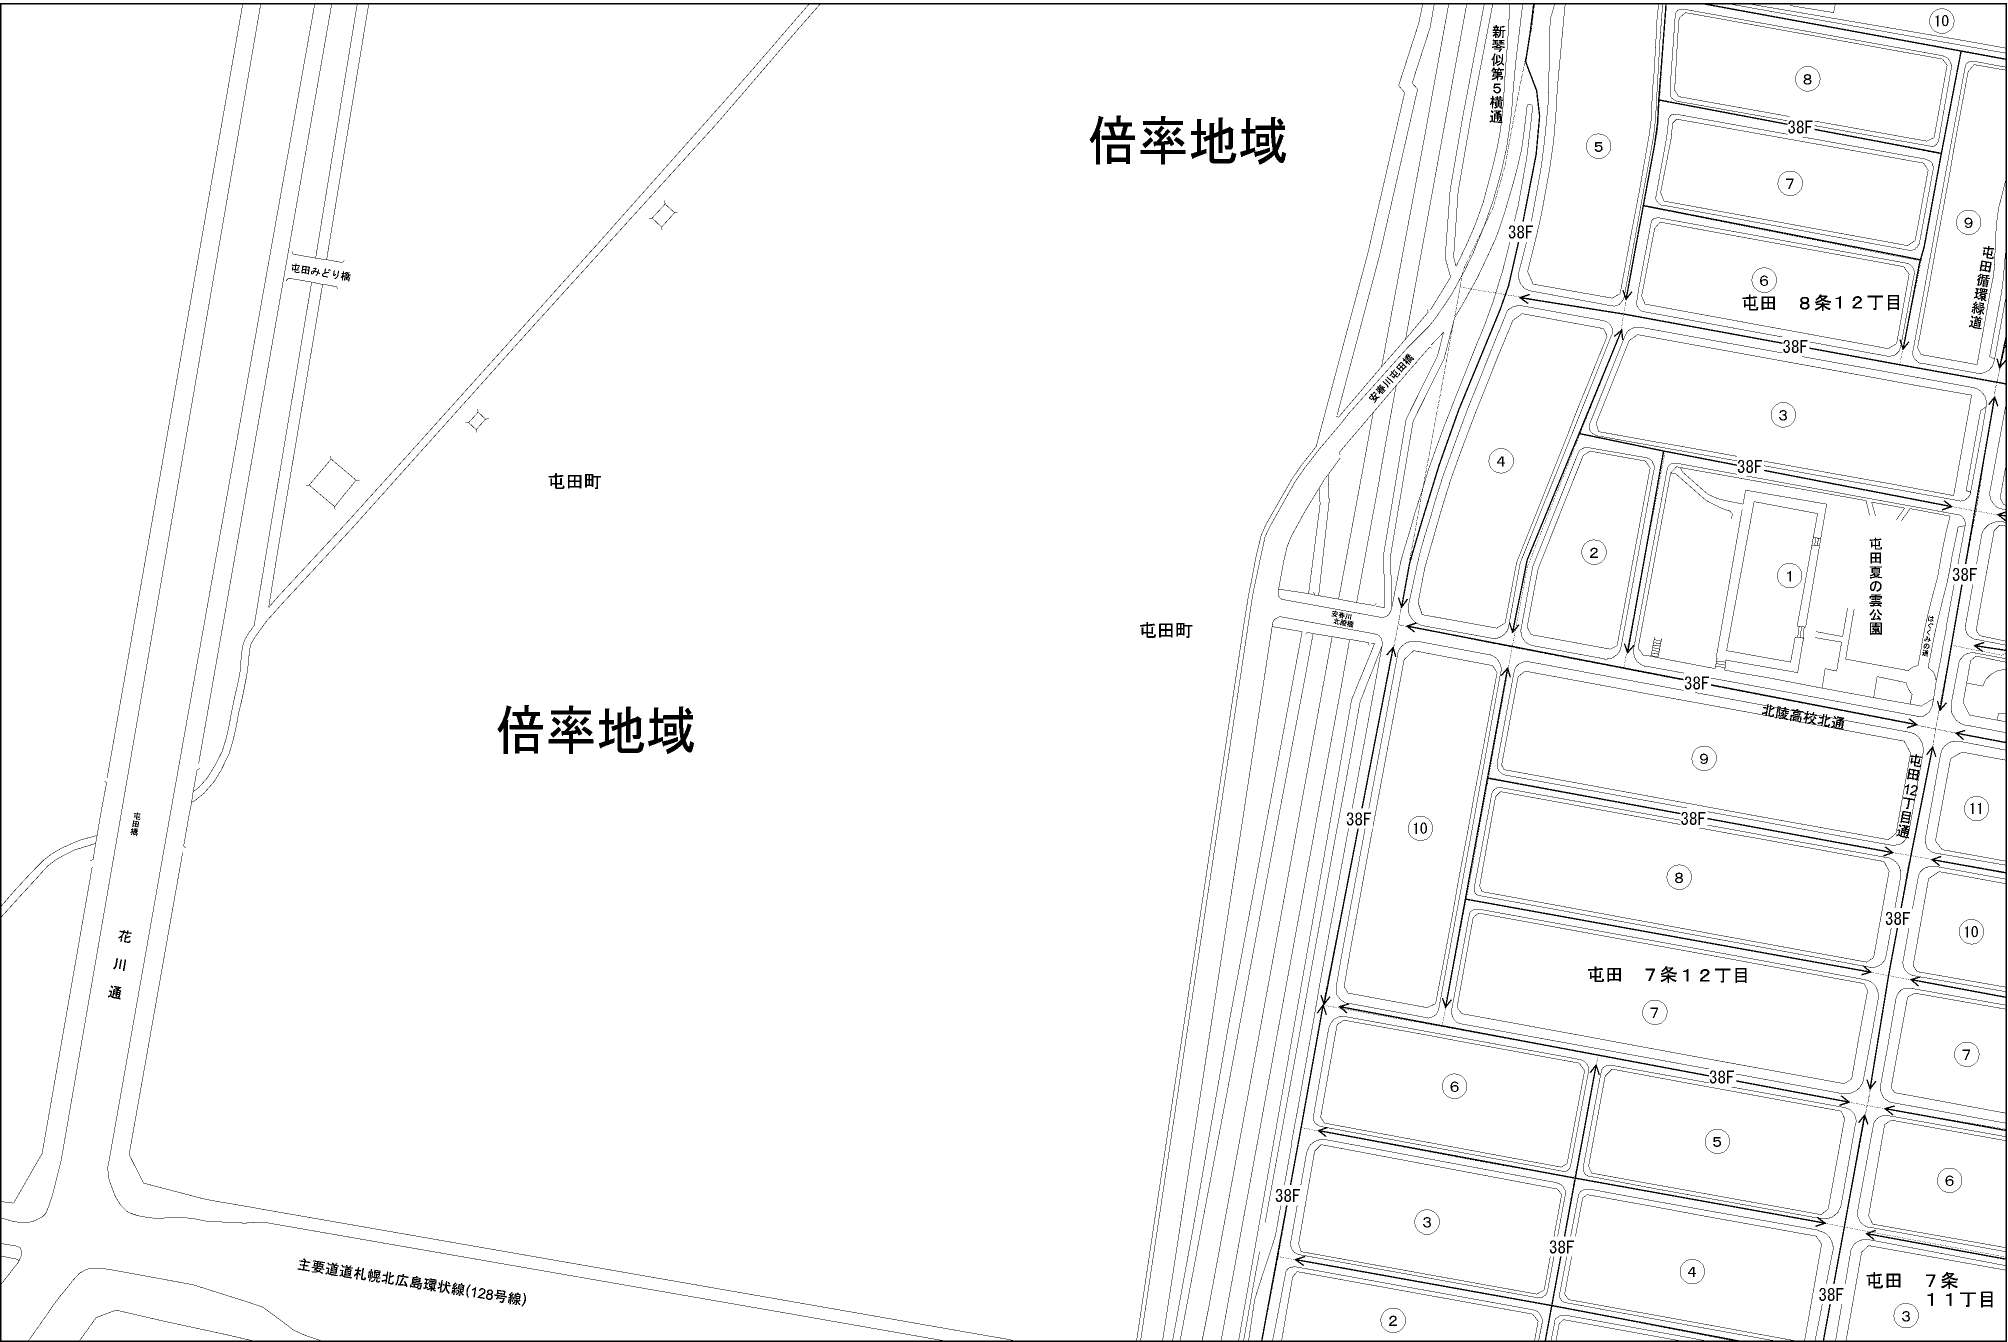 10
新琴似第5横通
8
倍率地域
38F
5
7
9
38F
屯田循環緑道
屯田みどり橋
6
屯田 8条12丁目
38F
安春川屯田橋
3
4
38F
屯田町
2
1
屯田夏の雲公園
38F
安春川
北陵橋
屯田町
はぐくみの道
38F
北陵高校北通
倍率地域
9
屯田12丁目通
屯田橋
38F
10
38F
11
8
38F
10
花川通
屯田 7条12丁目
7
7
38F
6
5
6
38F
3
38F
4
主要道道札幌北広島環状線(128号線)
38F
屯田 7条
11丁目
3
2